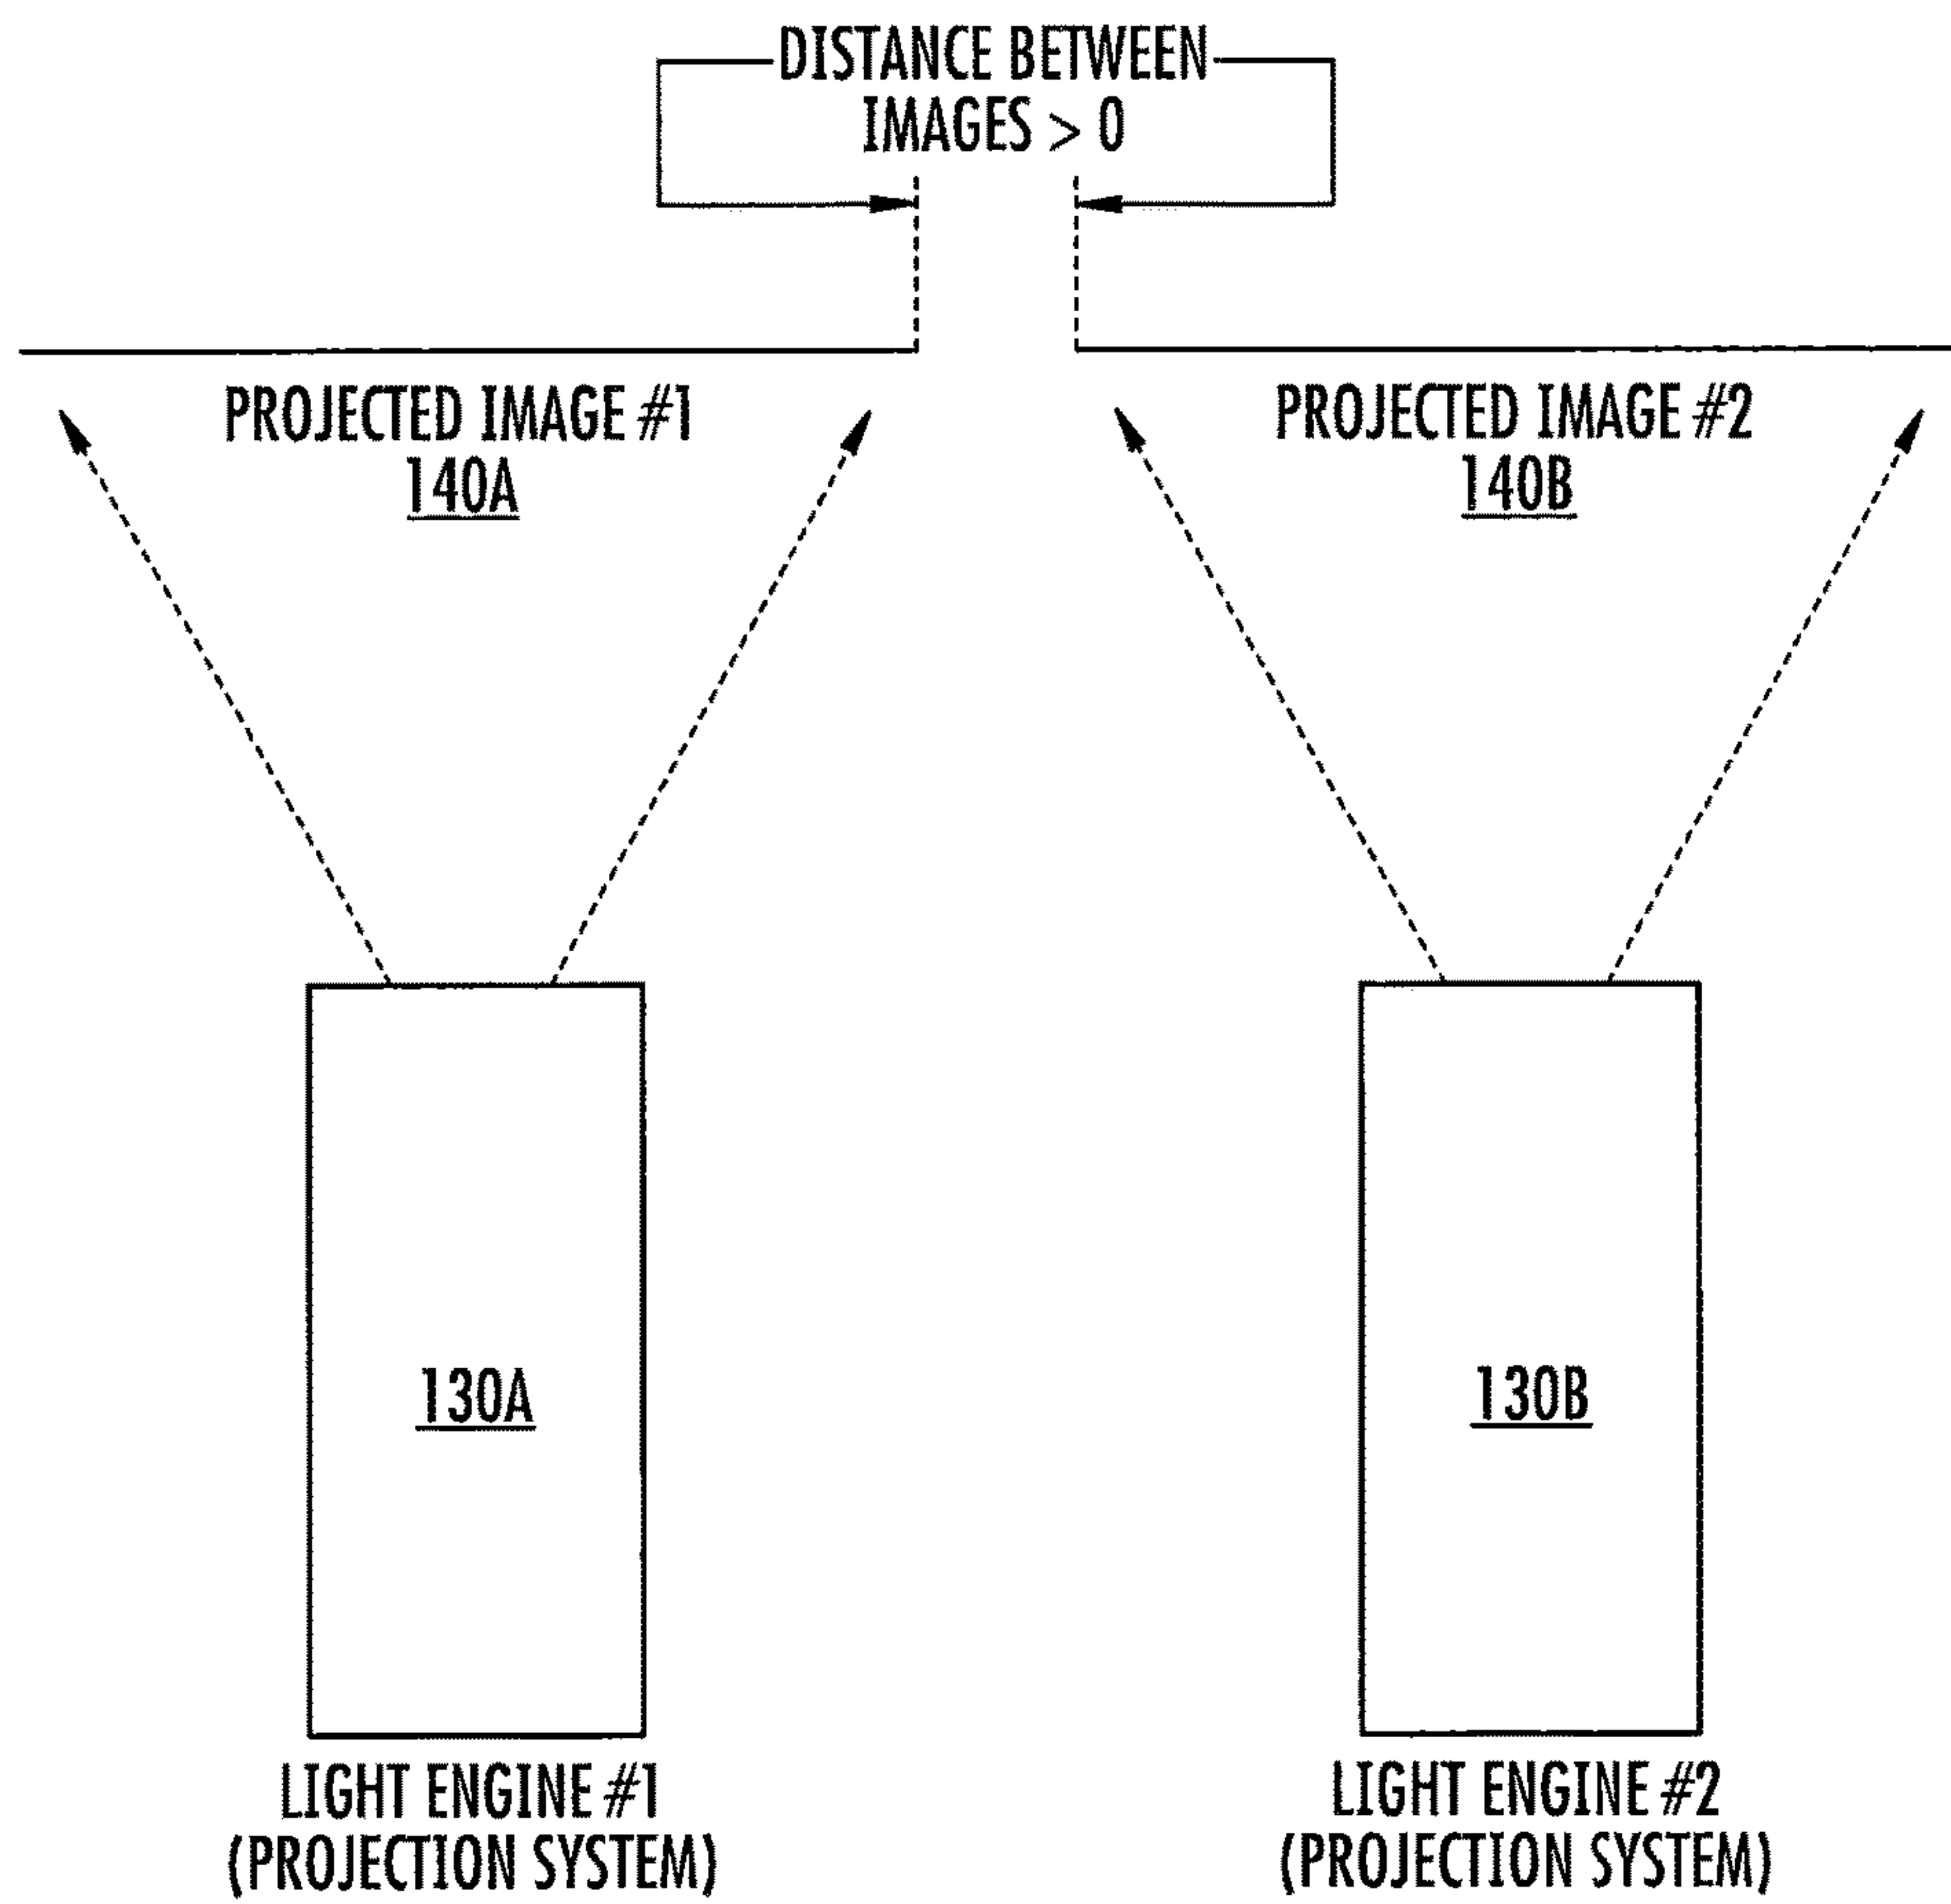 DISTANCE BETWEEN
IMAGES > 0
PROJECTED IMAGE #1
140A
PROJECTED IMAGE #2
140B
130A
130B
LIGHT ENGINE #1
(PROJECTION SYSTEM)
LIGHT ENGINE #2
(PROJECTION SYSTEM)